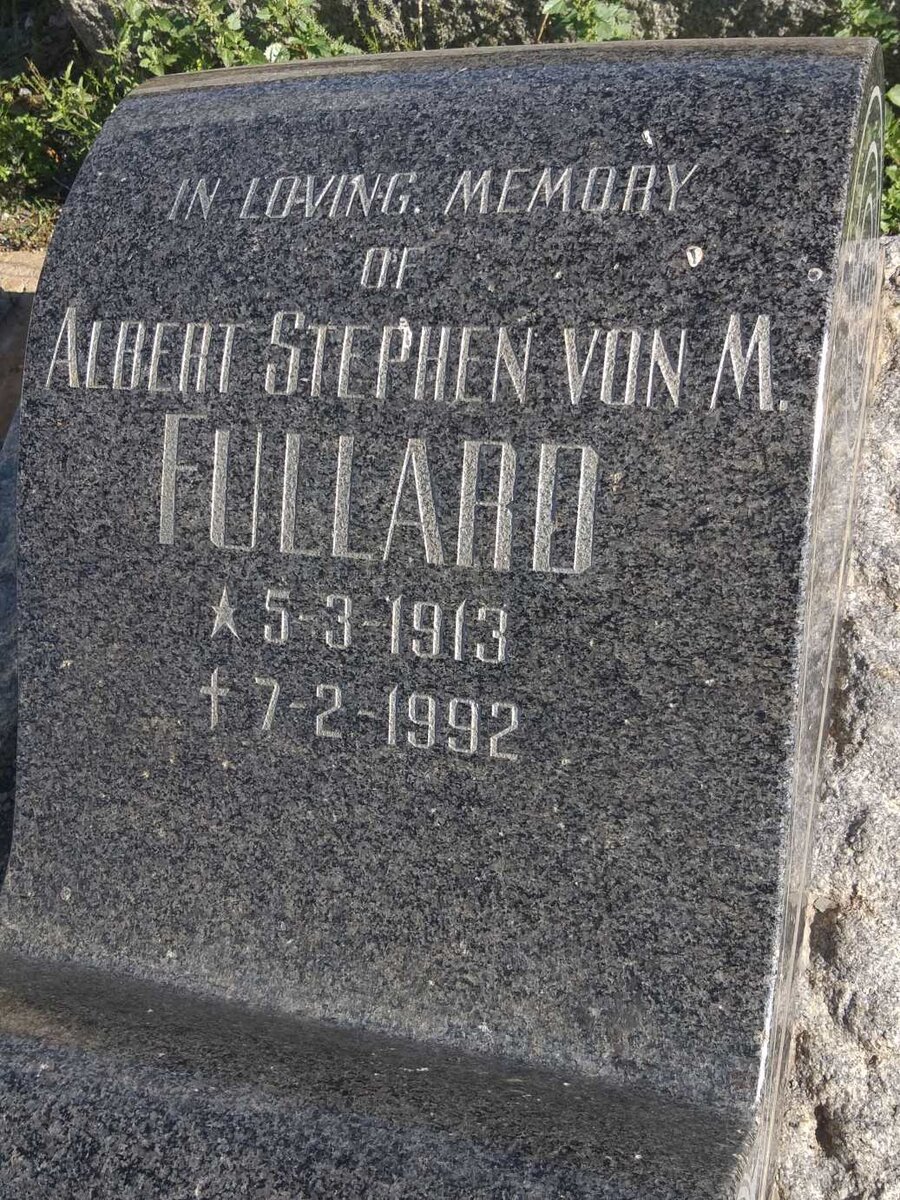 IN LOVING MEMORY
OF
ALBERT STEPHEN VON M.
FULLARD
★ 5-3-1913
† 7-2-1992